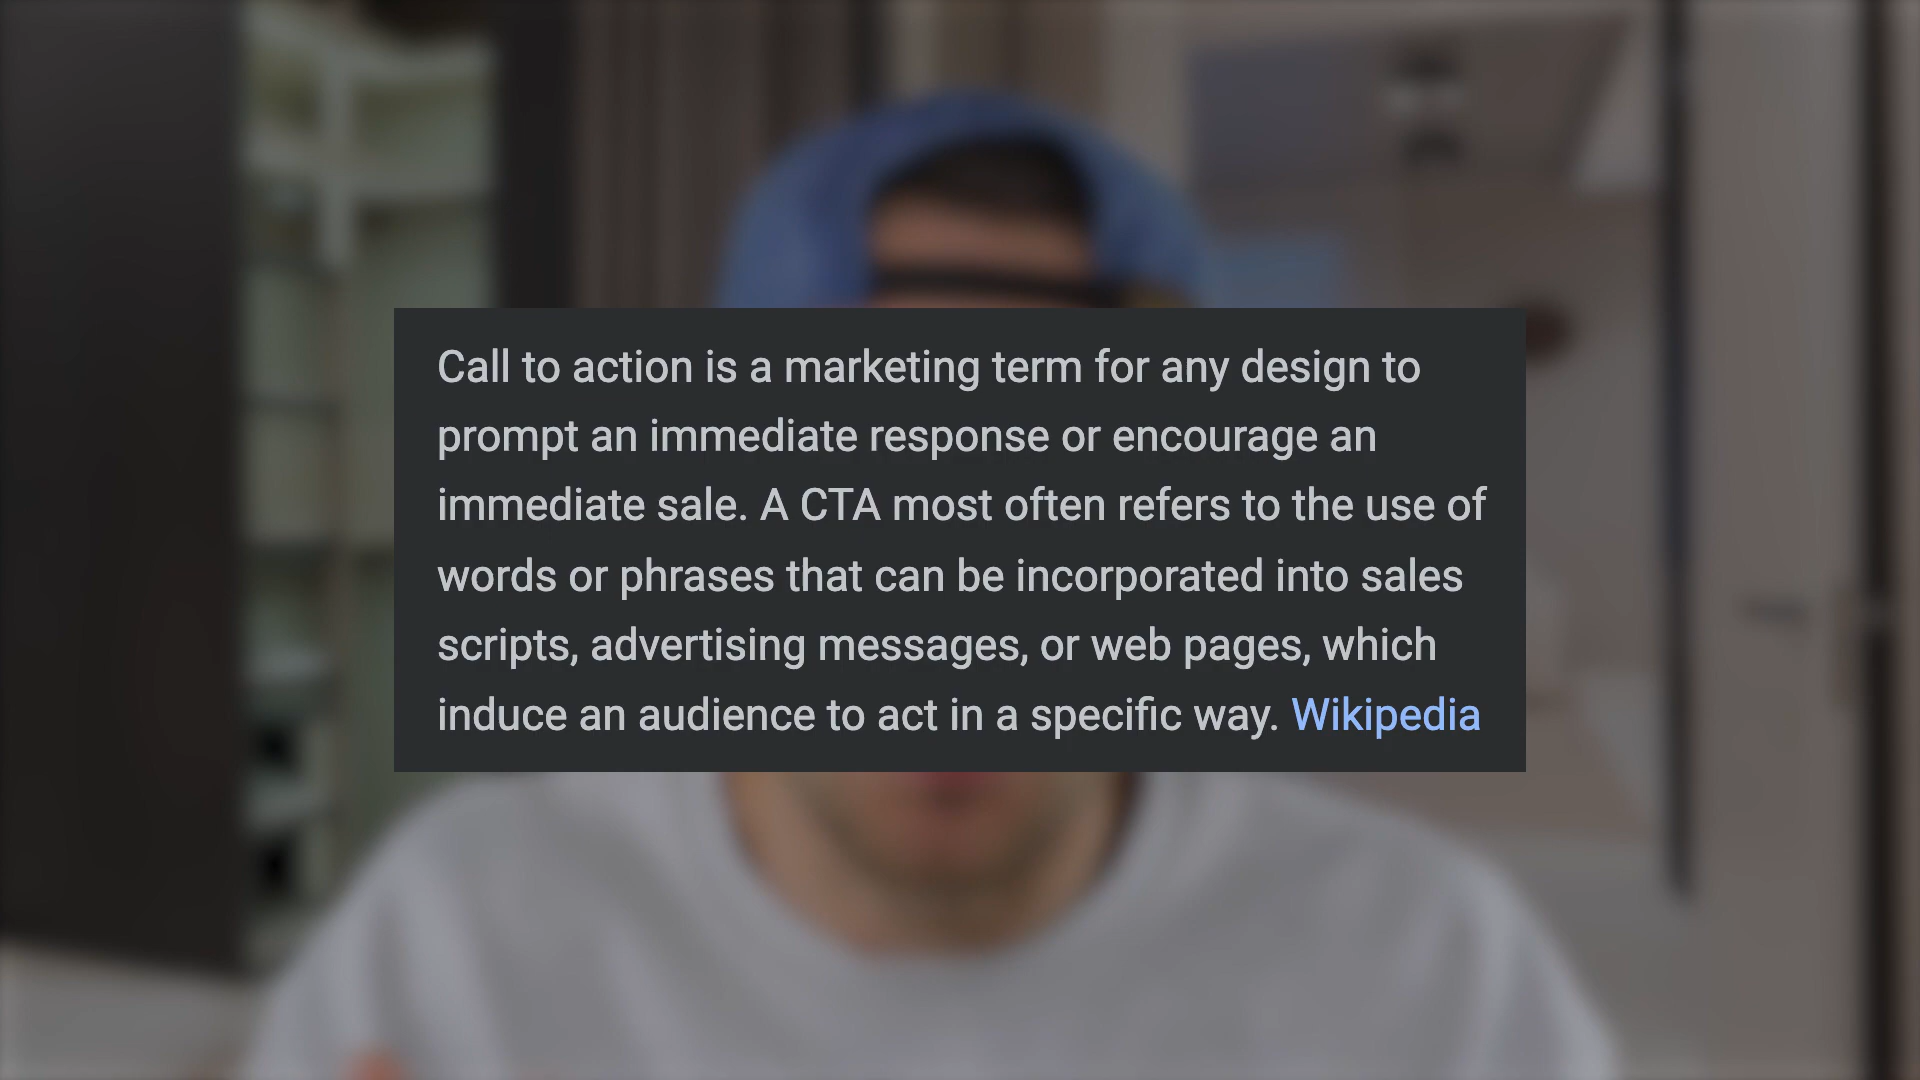 Call to action is a marketing term for any design to
prompt an immediate response or encourage an
immediate sale. A CTA most often refers to the use of
words or phrases that can be incorporated into sales
scripts, advertising messages, or web pages, which
induce an audience to act in a specific way. Wikipedia